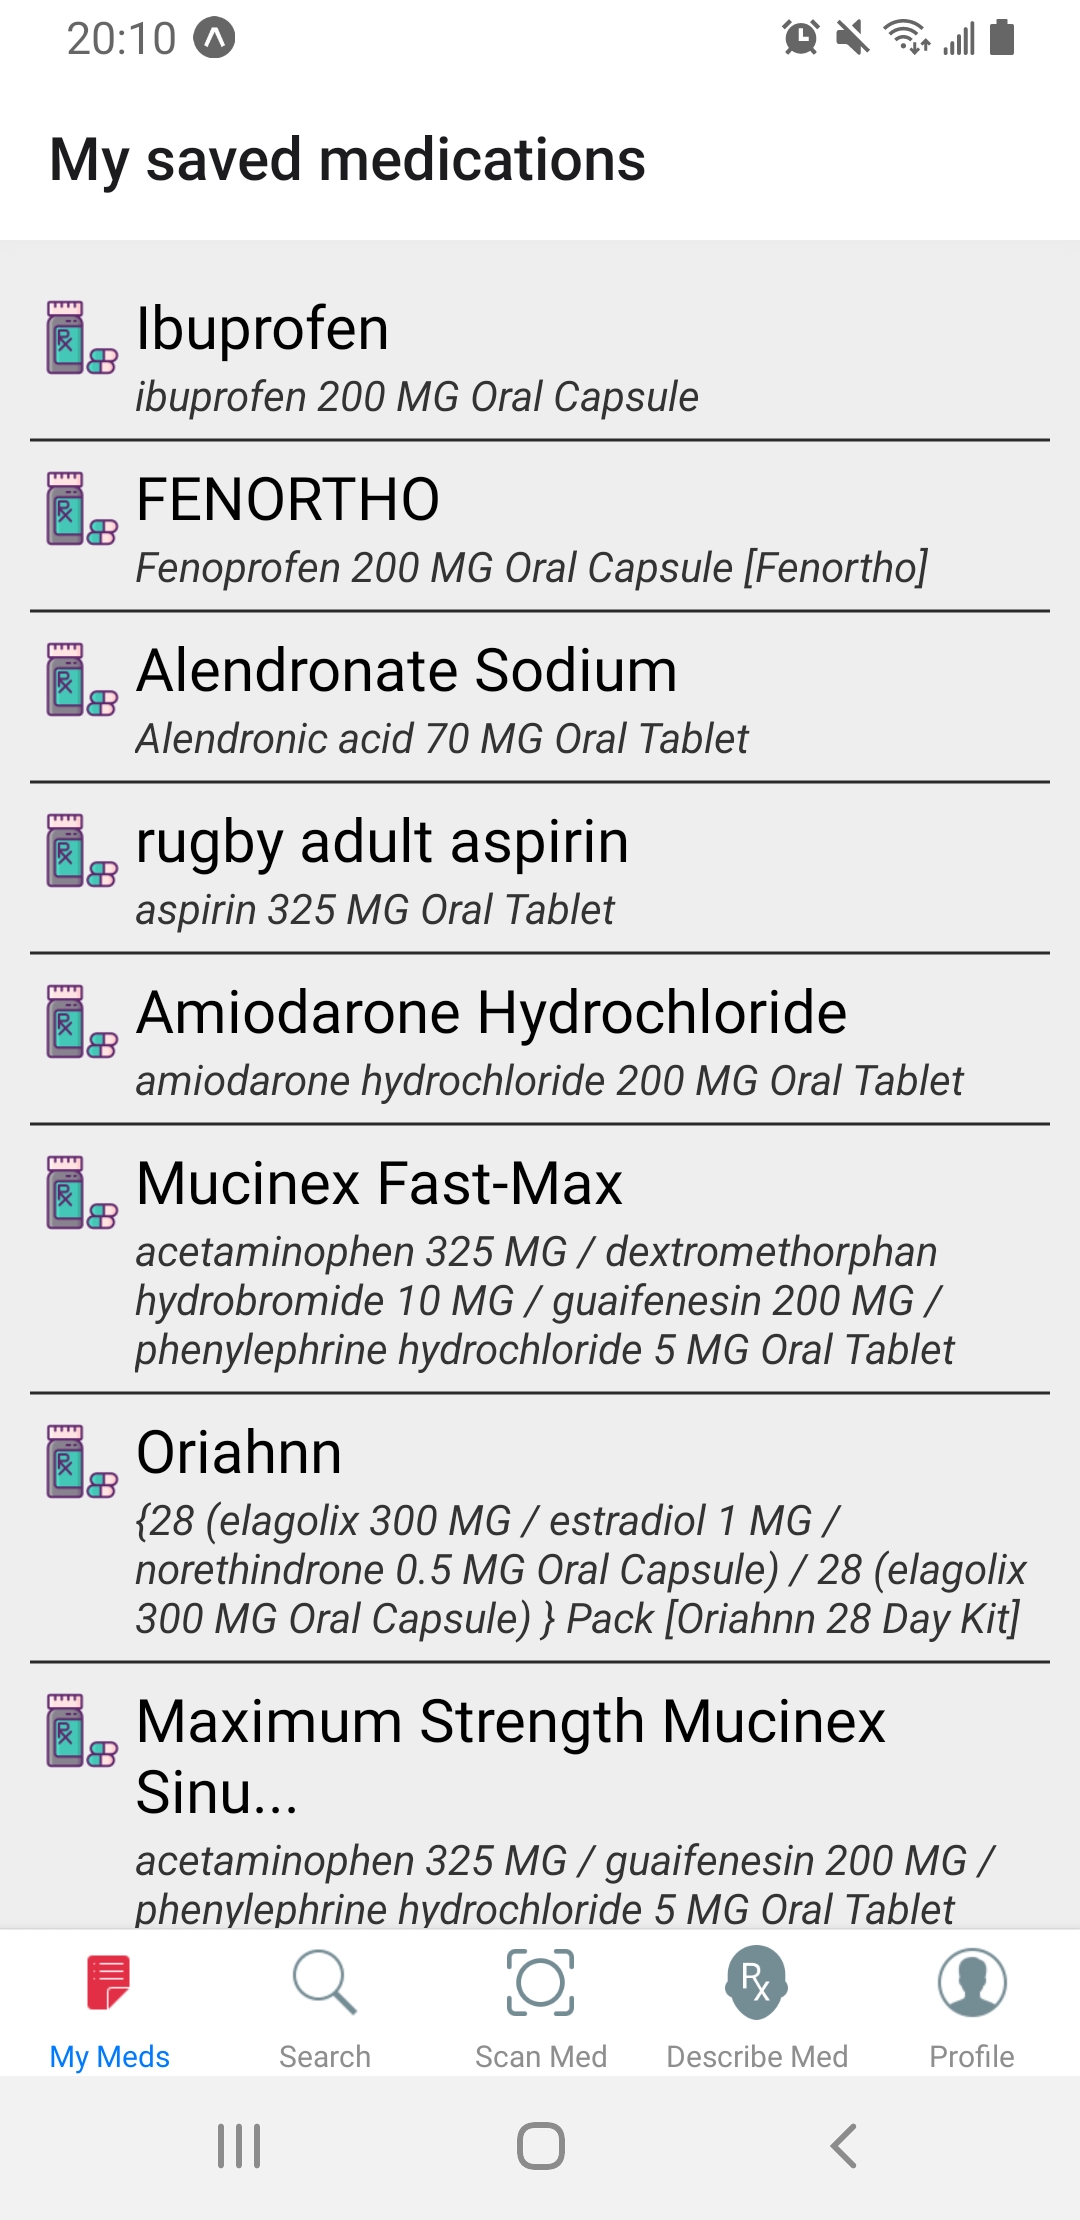 20:10
My saved medications
Ibuprofen
ibuprofen 200 MG Oral Capsule
FENORTHO
Fenoprofen 200 MG Oral Capsule [Fenortho]
Alendronate Sodium
Alendronic acid 70 MG Oral Tablet
rugby adult aspirin
aspirin 325 MG Oral Tablet
Amiodarone Hydrochloride
amiodarone hydrochloride 200 MG Oral Tablet
Mucinex Fast-Max
acetaminophen 325 MG / dextromethorphan
hydrobromide 10 MG / guaifenesin 200 MG /
phenylephrine hydrochloride 5 MG Oral Tablet
Oriahnn
{28 (elagolix 300 MG / estradiol 1 MG /
norethindrone 0.5 MG Oral Capsule) / 28 (elagolix
300 MG Oral Capsule) } Pack [Oriahnn 28 Day Kit]
Maximum Strength Mucinex
Sinu...
acetaminophen 325 MG / guaifenesin 200 MG /
phenylephrine hydrochloride 5 MG Oral Tablet
My Meds
Search
Scan Med
Describe Med
Profile